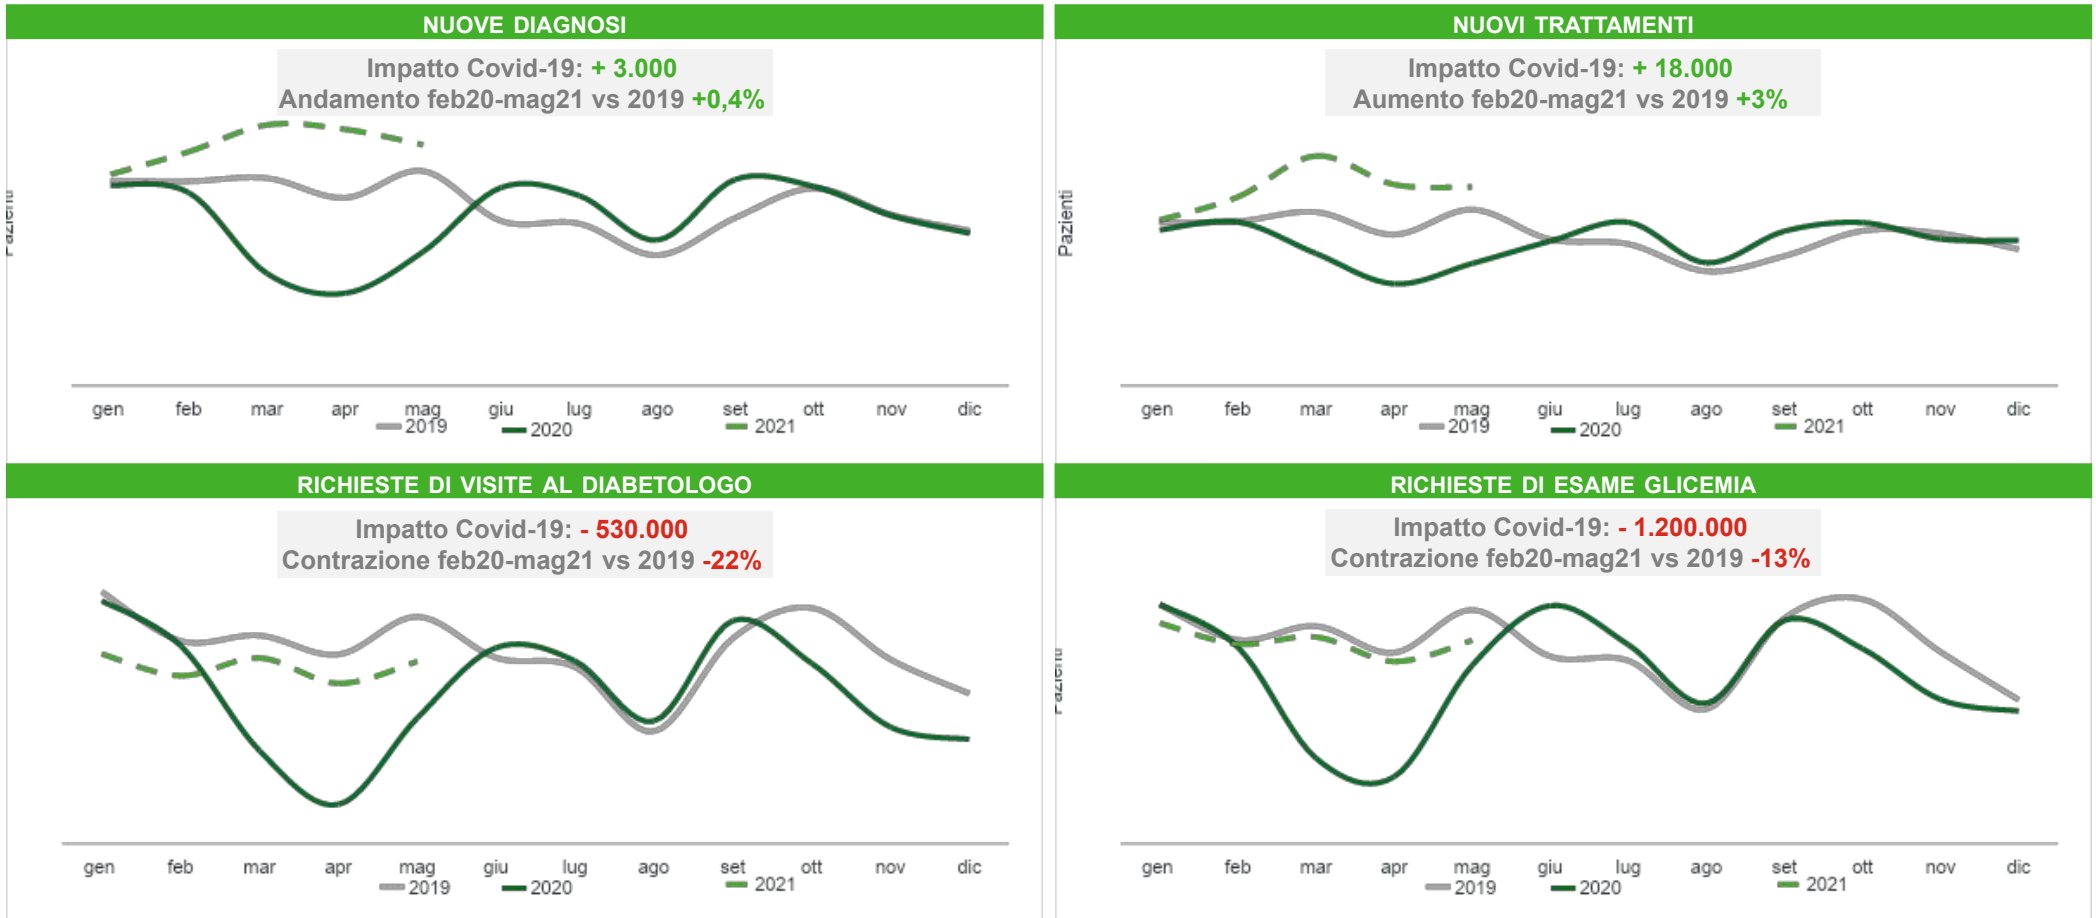 NUOVE DIAGNOSI
Impatto Covid-19: + 3.000
Andamento feb20-mag21 vs 2019 +0,4%
Pazienti
gen feb mar apr mag giu lug ago set ott nov dic
2019 2020 2021
NUOVI TRATTAMENTI
Impatto Covid-19: + 18.000
Aumento feb20-mag21 vs 2019 +3%
Pazienti
gen feb mar apr mag giu lug ago set ott nov dic
2019 2020 2021
RICHIESTE DI VISITE AL DIABETOLOGO
Impatto Covid-19: - 530.000
Contrazione feb20-mag21 vs 2019 -22%
gen feb mar apr mag giu lug ago set ott nov dic
2019 2020 2021
RICHIESTE DI ESAME GLICEMIA
Impatto Covid-19: - 1.200.000
Contrazione feb20-mag21 vs 2019 -13%
Pazienti
gen feb mar apr mag giu lug ago set ott nov dic
2019 2020 2021